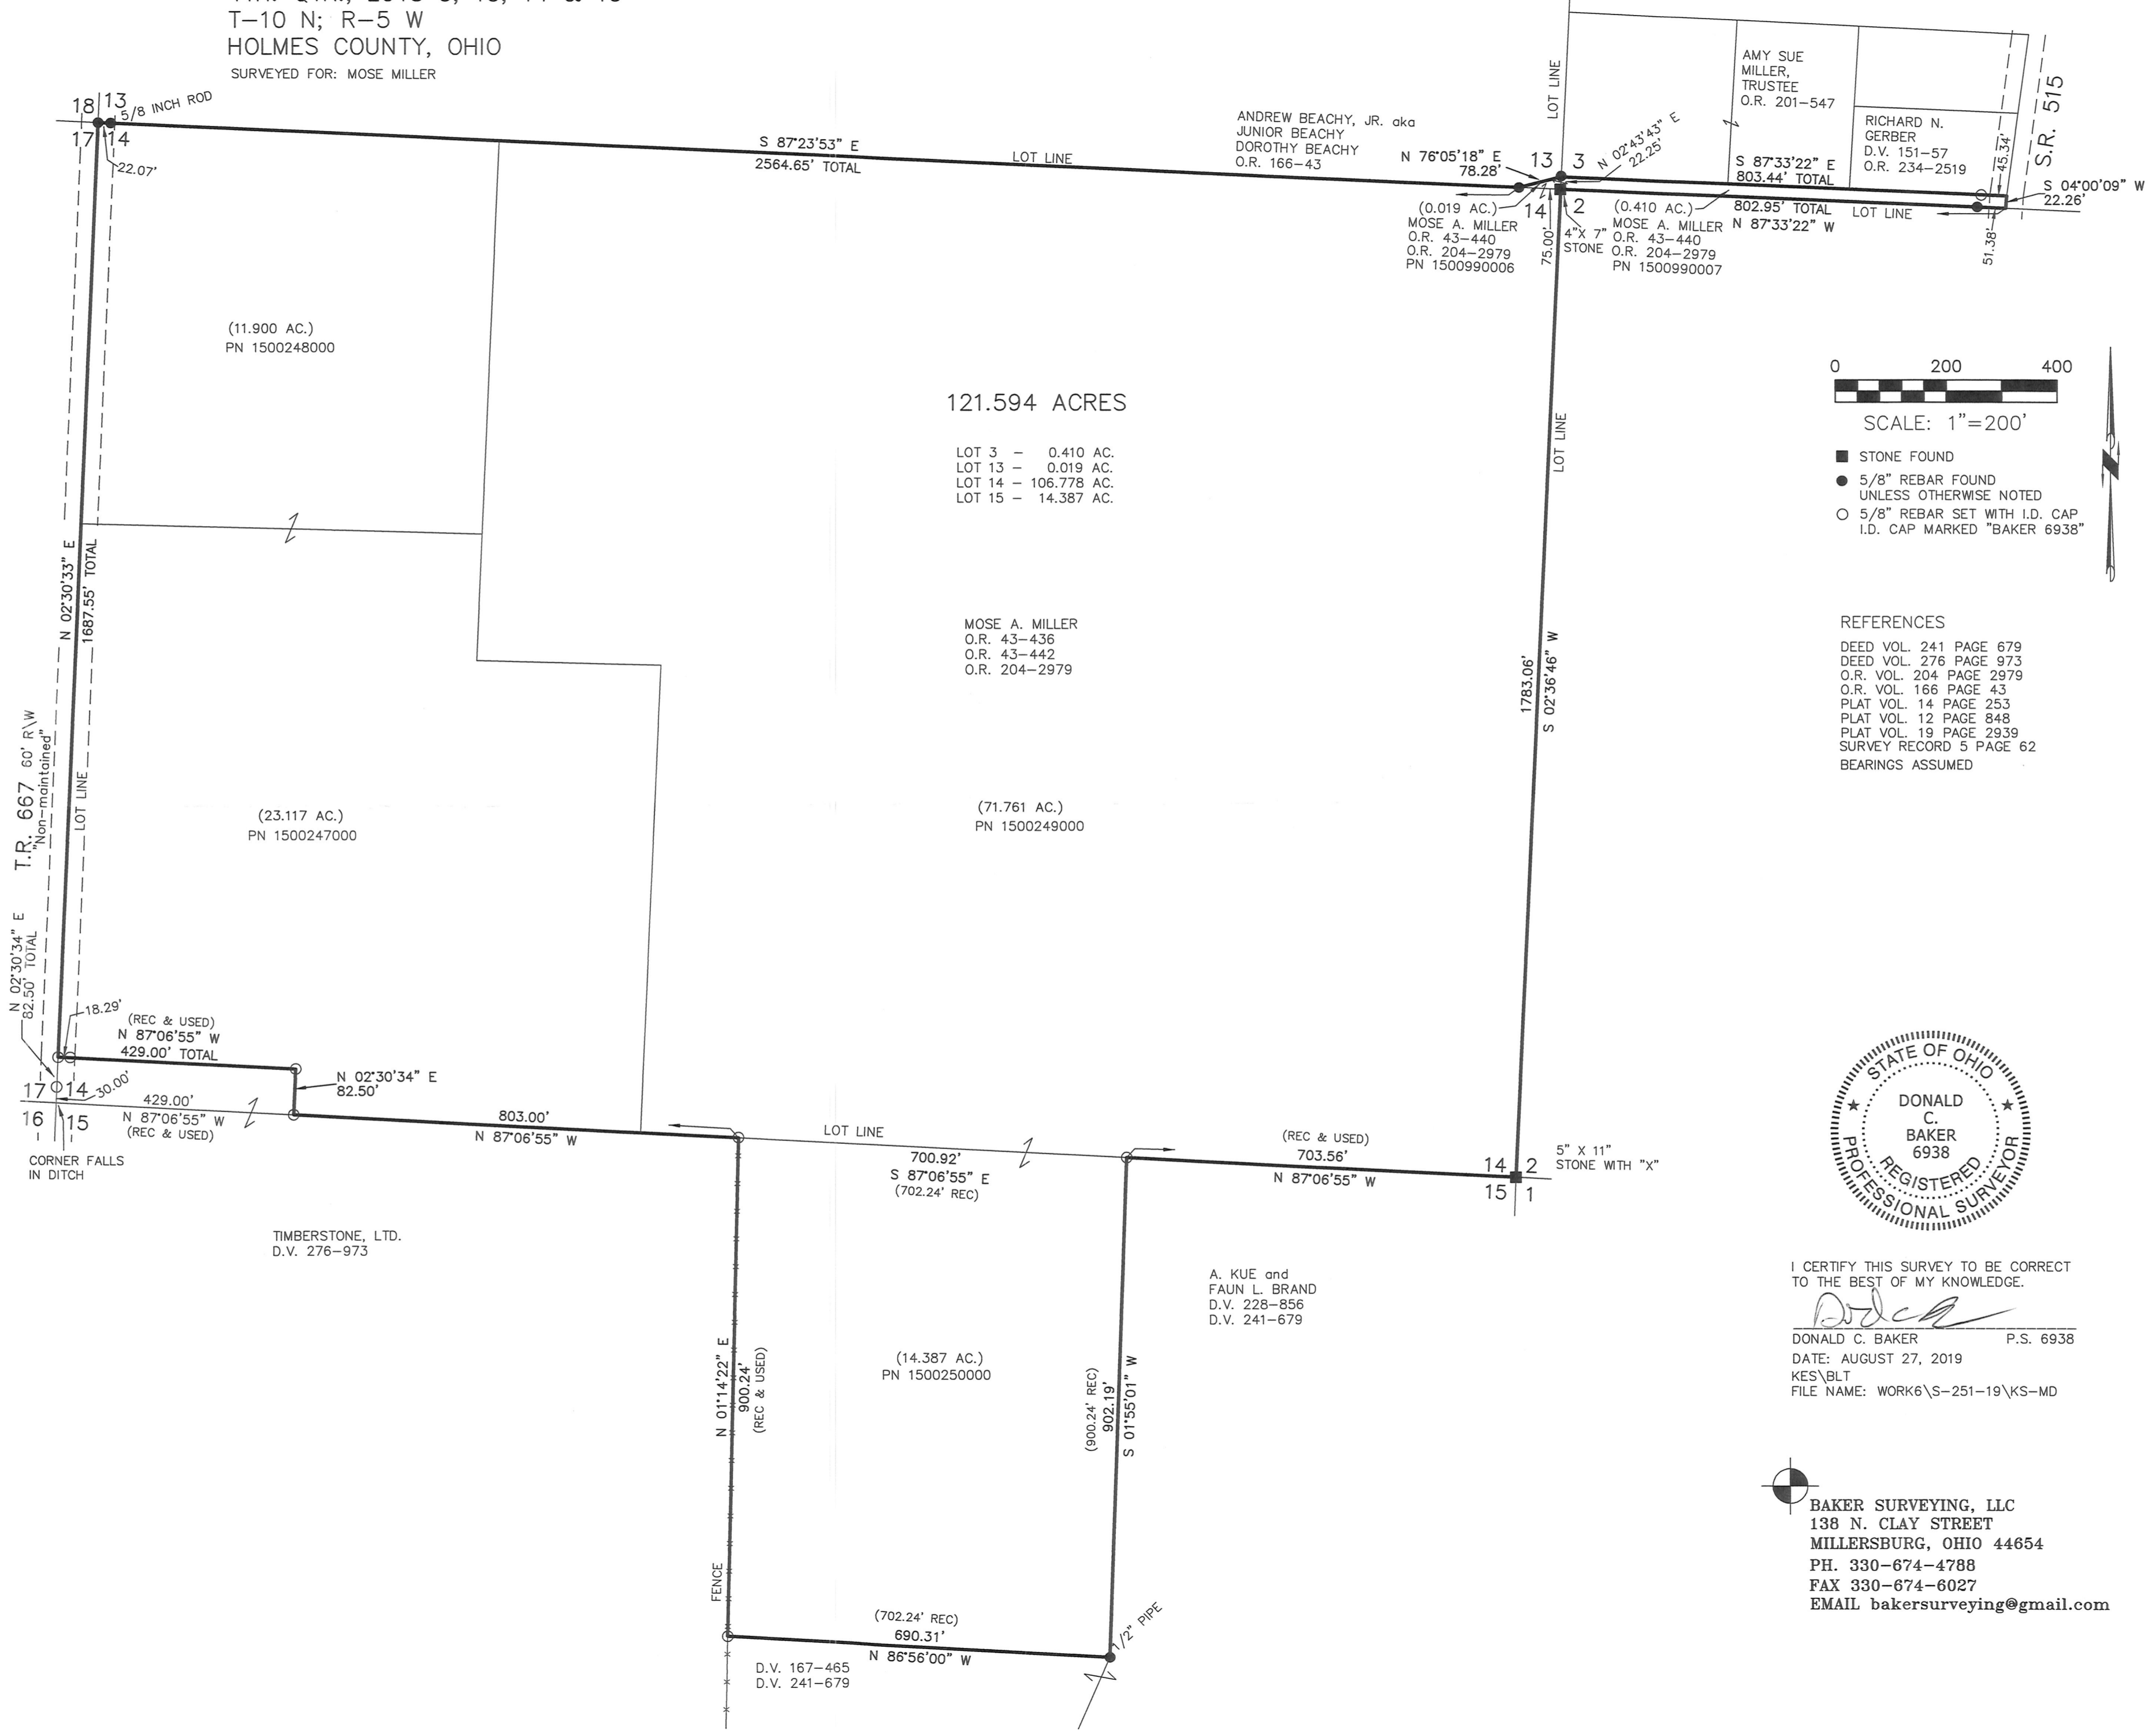 T-10 N; R-5 W
HOLMES COUNTY, OHIO
SURVEYED FOR: MOSE MILLER
18 13
17 14
5/8 INCH ROD
22.07'
S 87°23'53" E
2564.65' TOTAL
LOT LINE
ANDREW BEACHY, JR. aka
JUNIOR BEACHY
DOROTHY BEACHY
O.R. 166-43
N 76°05'18" E
78.28'
LOT LINE
13 3
14 2
N 02°43'43" E
22.25'
AMY SUE
MILLER,
TRUSTEE
O.R. 201-547
RICHARD N.
GERBER
D.V. 151-57
O.R. 234-2519
S.R. 515
45.34'
S 87°33'22" E
803.44' TOTAL
S 04°00'09" W
22.26'
802.95' TOTAL
N 87°33'22" W
LOT LINE
51.38'
(0.019 AC.)
MOSE A. MILLER
O.R. 43-440
O.R. 204-2979
PN 1500990006
75.00'
4"X 7"
STONE
(0.410 AC.)
MOSE A. MILLER
O.R. 43-440
O.R. 204-2979
PN 1500990007
(11.900 AC.)
PN 1500248000
121.594 ACRES
LOT 3 - 0.410 AC.
LOT 13 - 0.019 AC.
LOT 14 - 106.778 AC.
LOT 15 - 14.387 AC.
LOT LINE
0 200 400
SCALE: 1"=200'
STONE FOUND
5/8" REBAR FOUND
UNLESS OTHERWISE NOTED
5/8" REBAR SET WITH I.D. CAP
I.D. CAP MARKED "BAKER 6938"
N 02°30'33" E
1687.55' TOTAL
MOSE A. MILLER
O.R. 43-436
O.R. 43-442
O.R. 204-2979
1783.06'
S 02°36'46" W
REFERENCES
DEED VOL. 241 PAGE 679
DEED VOL. 276 PAGE 973
O.R. VOL. 204 PAGE 2979
O.R. VOL. 166 PAGE 43
PLAT VOL. 14 PAGE 253
PLAT VOL. 12 PAGE 848
PLAT VOL. 19 PAGE 2939
SURVEY RECORD 5 PAGE 62
BEARINGS ASSUMED
T.R. 667 60' R\W
"Non-maintained"
LOT LINE
(23.117 AC.)
PN 1500247000
(71.761 AC.)
PN 1500249000
N 02°30'34" E
82.50' TOTAL
18.29'
(REC & USED)
N 87°06'55" W
429.00' TOTAL
N 02°30'34" E
82.50'
17 14
16 15
30.00'
429.00'
N 87°06'55" W
(REC & USED)
CORNER FALLS
IN DITCH
803.00'
N 87°06'55" W
LOT LINE
700.92'
S 87°06'55" E
(702.24' REC)
(REC & USED)
703.56'
N 87°06'55" W
14 2
15 1
5" X 11"
STONE WITH "X"
STATE OF OHIO
DONALD
C.
BAKER
6938
REGISTERED
PROFESSIONAL SURVEYOR
TIMBERSTONE, LTD.
D.V. 276-973
A. KUE and
FAUN L. BRAND
D.V. 228-856
D.V. 241-679
N 01°14'22" E
900.24'
(REC & USED)
(14.387 AC.)
PN 1500250000
(900.24' REC)
902.19'
S 01°55'01" W
I CERTIFY THIS SURVEY TO BE CORRECT
TO THE BEST OF MY KNOWLEDGE.
DONALD C. BAKER P.S. 6938
DATE: AUGUST 27, 2019
KES\BLT
FILE NAME: WORK6\S-251-19\KS-MD
BAKER SURVEYING, LLC
138 N. CLAY STREET
MILLERSBURG, OHIO 44654
PH. 330-674-4788
FAX 330-674-6027
EMAIL bakersurveying@gmail.com
FENCE
(702.24' REC)
690.31'
N 86°56'00" W
1/2" PIPE
D.V. 167-465
D.V. 241-679